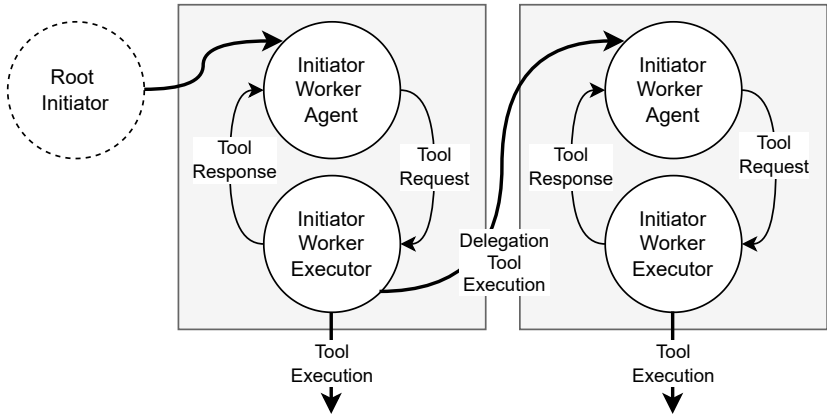 Root
Initiator
Initiator
Worker
Agent
Tool
Response
Tool
Request
Initiator
Worker
Executor
Tool
Execution
Delegation
Tool
Execution
Initiator
Worker
Agent
Tool
Response
Tool
Request
Initiator
Worker
Executor
Tool
Execution